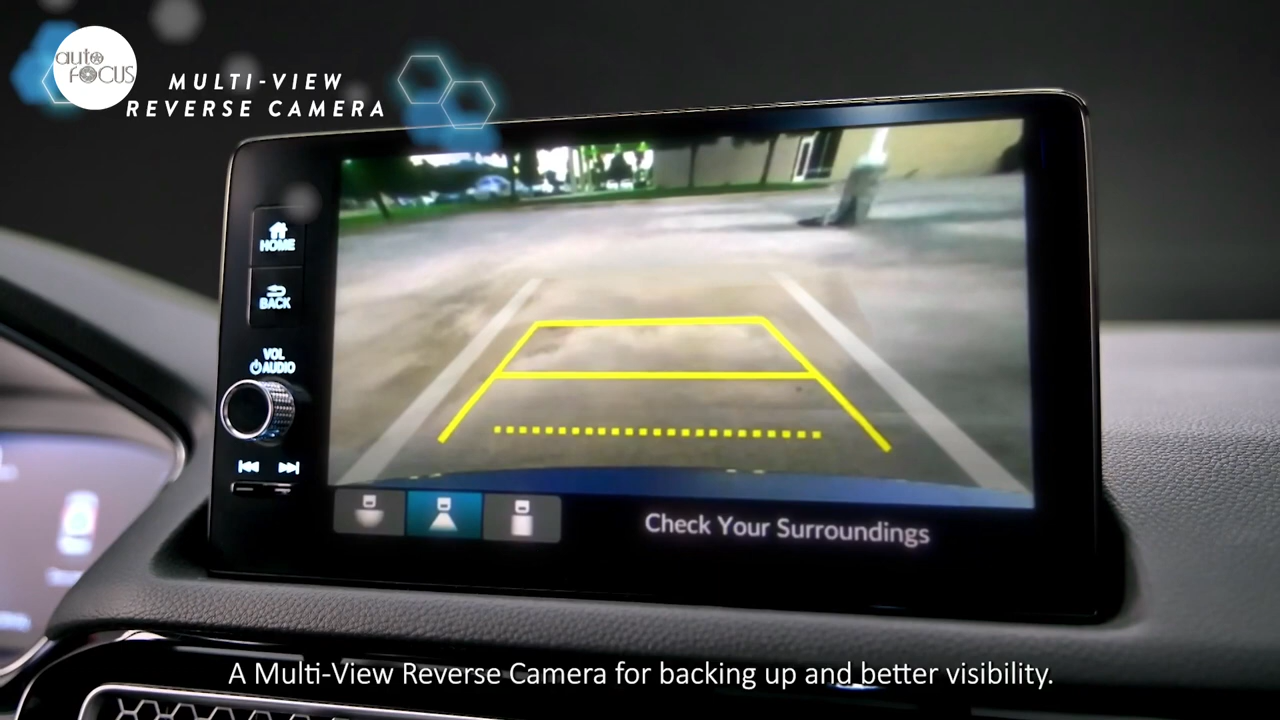 auto
FOCUS
MULTI-VIEW
REVERSE CAMERA
HOME
BACK
VOL
AUDIO
Check Your Surroundings
A Multi-View Reverse Camera for backing up and better visibility.